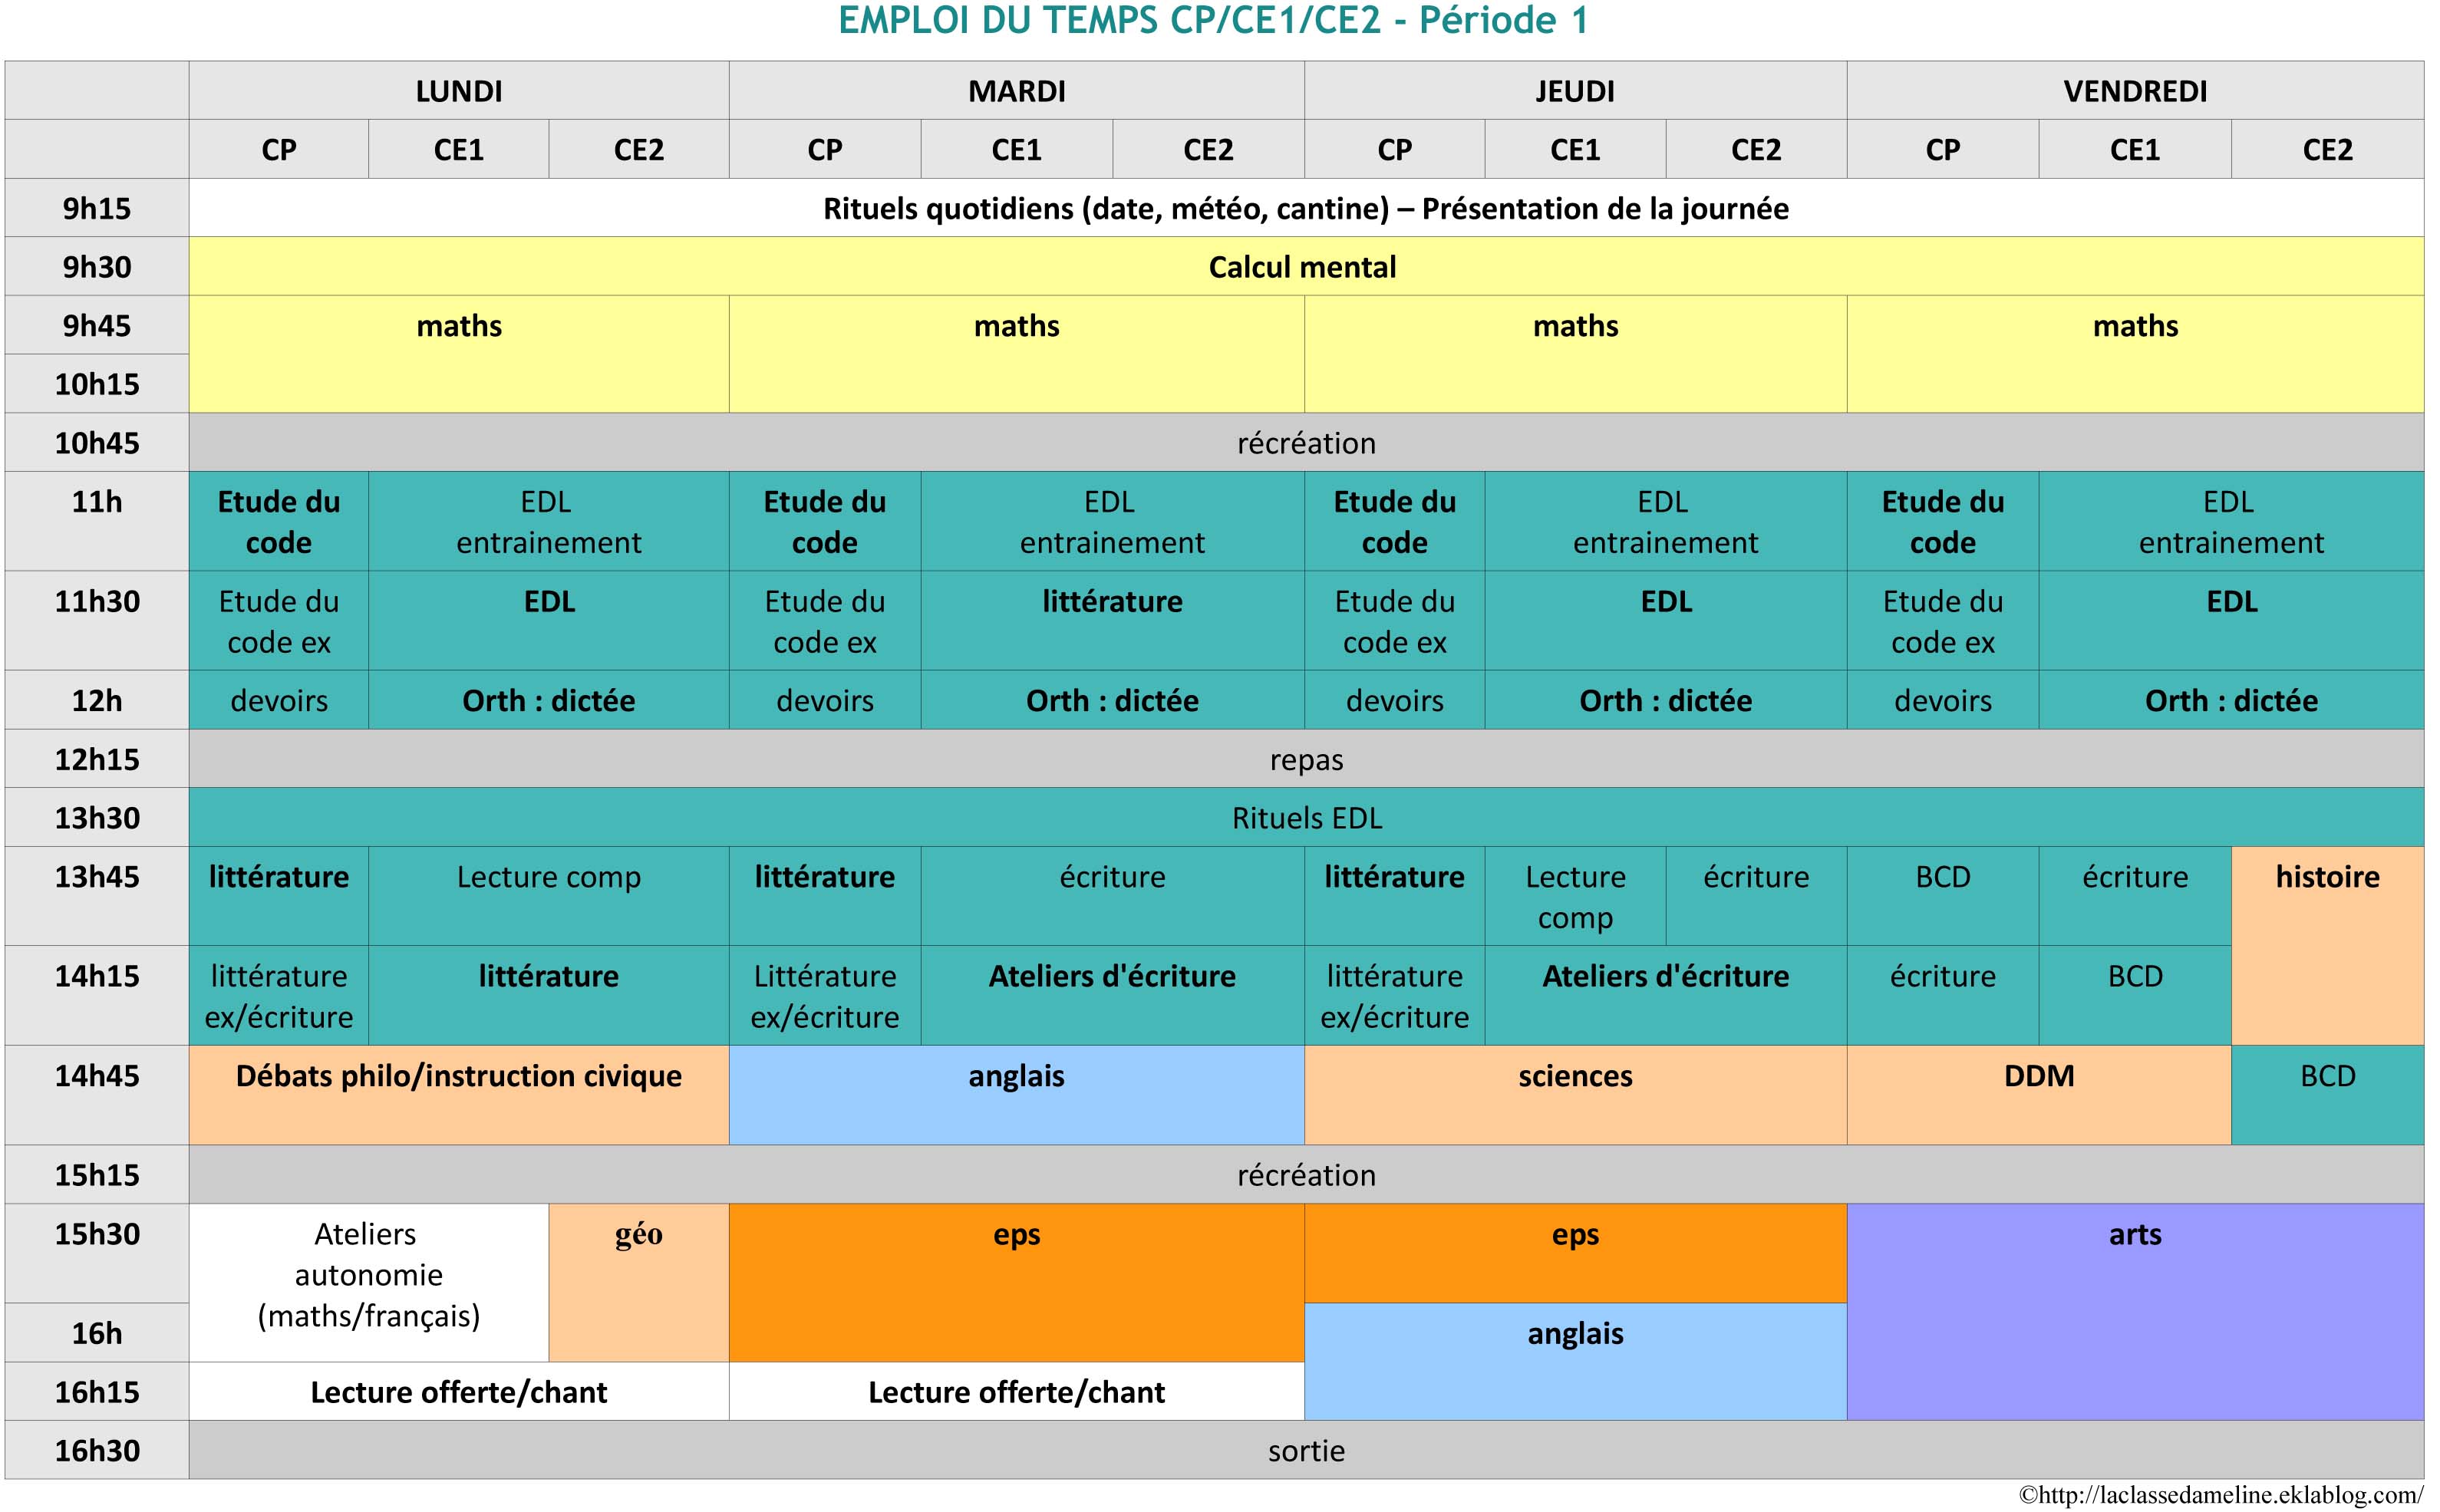 EMPLOI DU TEMPS CP/CE1/CE2 - Période 1
LUNDI MARDI JEUDI VENDREDI
CP CE1 CE2 CP CE1 CE2 CP CE1 CE2 CP CE1 CE2
9h15 Rituels quotidiens (date, météo, cantine) – Présentation de la journée
9h30 Calcul mental
9h45 maths maths maths maths
10h15
10h45 récréation
11h Etude du EDL Etude du EDL Etude du EDL Etude du EDL
code entrainement code entrainement code entrainement code entrainement
11h30 Etude du EDL Etude du littérature Etude du EDL Etude du EDL
code ex code ex code ex code ex
12h devoirs Orth : dictée devoirs Orth : dictée devoirs Orth : dictée devoirs Orth : dictée
12h15 repas
13h30 Rituels EDL
13h45 littérature Lecture comp littérature écriture littérature Lecture écriture BCD écriture histoire
comp
14h15 littérature littérature Littérature Ateliers d'écriture littérature Ateliers d'écriture écriture BCD
ex/écriture ex/écriture ex/écriture
14h45 Débats philo/instruction civique anglais sciences DDM BCD
15h15 récréation
15h30 Ateliers géo eps eps arts
autonomie
(maths/français)
16h anglais
16h15 Lecture offerte/chant Lecture offerte/chant
16h30 sortie
©http://laclassedameline.eklablog.com/